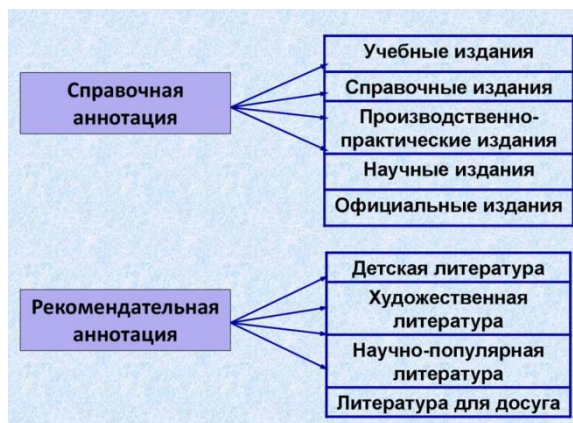 Справочная
аннотация
Учебные издания
Справочные издания
Производственно-
практические издания
Научные издания
Официальные издания
Рекомендательная
аннотация
Детская литература
Художественная
литература
Научно-популярная
литература
Литература для досуга